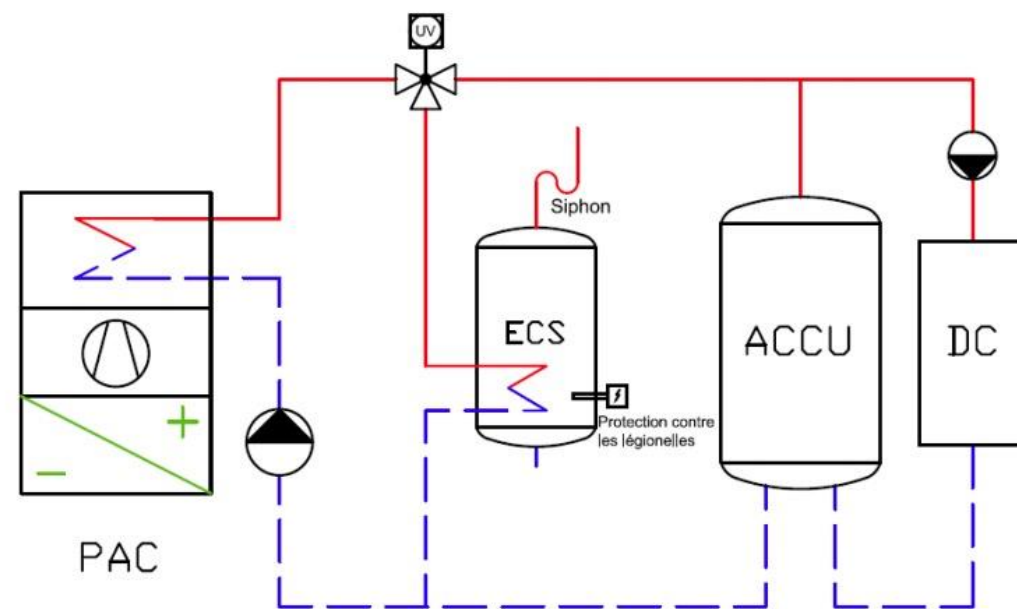 UV
Siphon
ECS
ACCU
DC
Protection contre
les légionelles
+
−
PAC